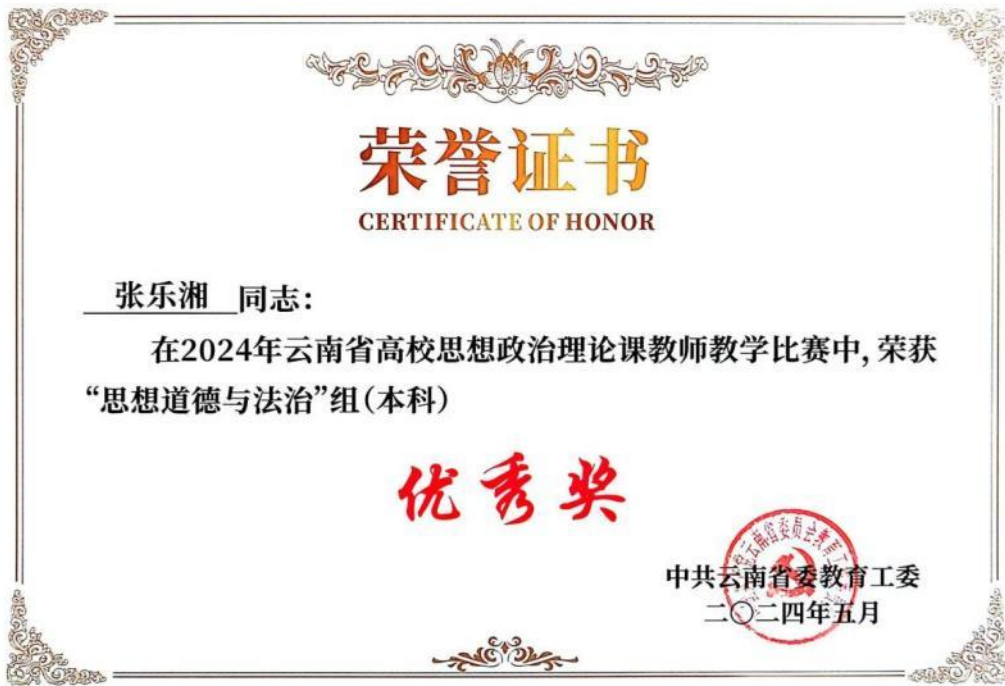 荣誉证书
CERTIFICATE OF HONOR
张乐湘 同志:
在2024年云南省高校思想政治理论课教师教学比赛中,荣获
“思想道德与法治”组(本科)
优秀奖
中共云南省委教育工委
二〇二四年五月